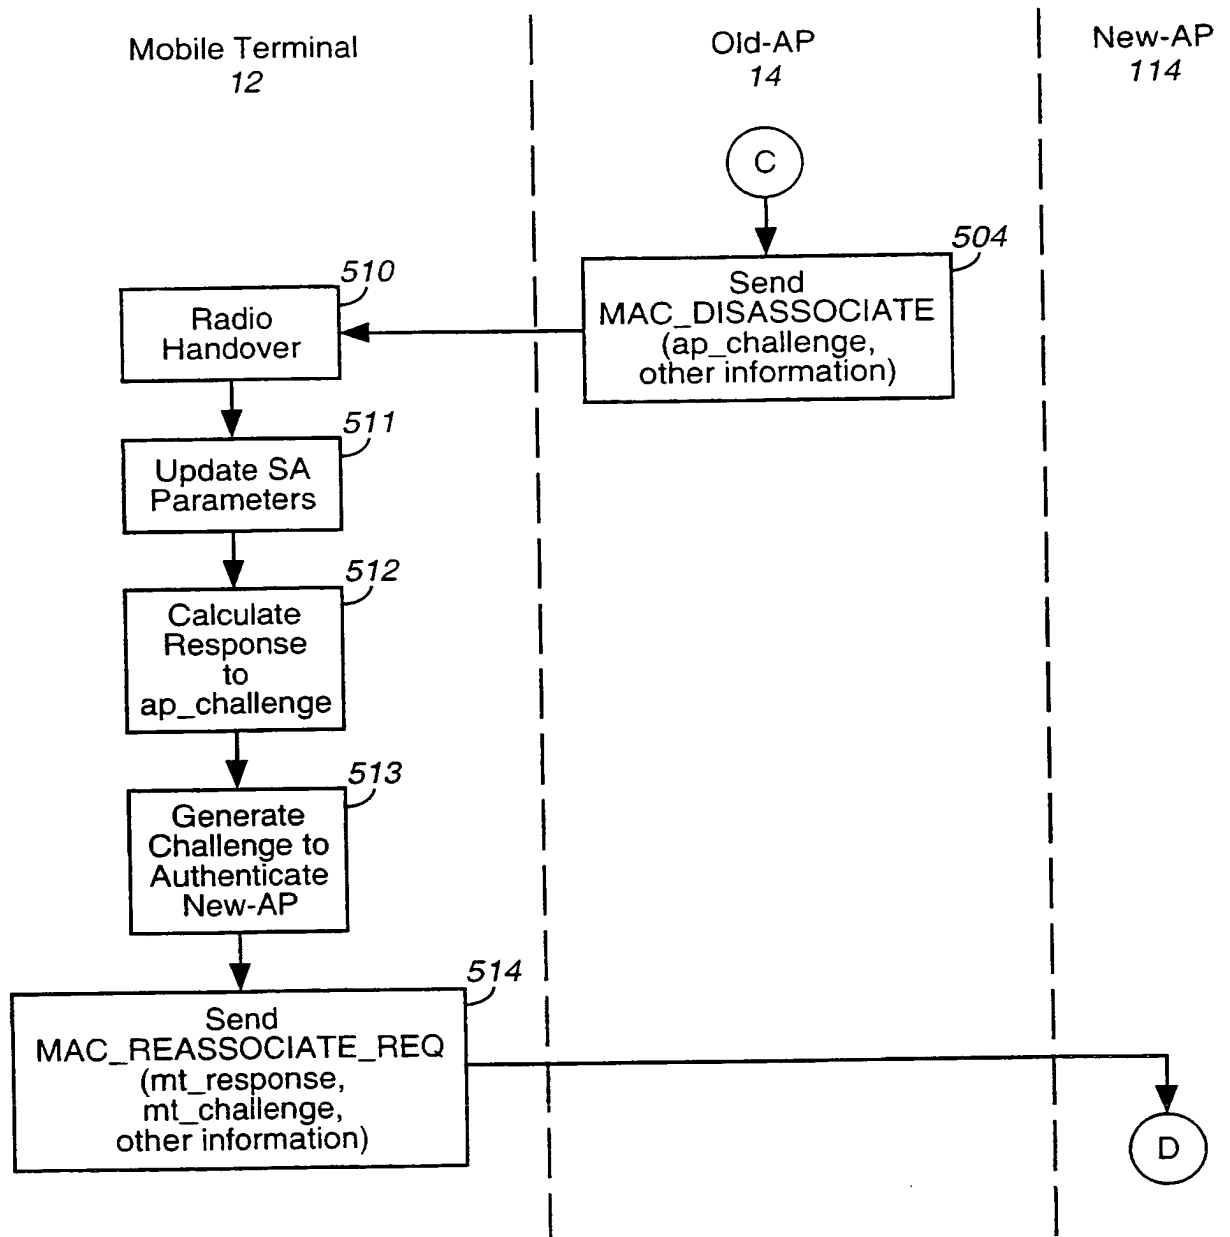 Mobile Terminal
12
Old-AP
14
New-AP
114
C
504
Send
MAC_DISASSOCIATE
(ap_challenge,
other information)
510
Radio
Handover
511
Update SA
Parameters
512
Calculate
Response
to
ap_challenge
513
Generate
Challenge to
Authenticate
New-AP
514
Send
MAC_REASSOCIATE_REQ
(mt_response,
mt_challenge,
other information)
D